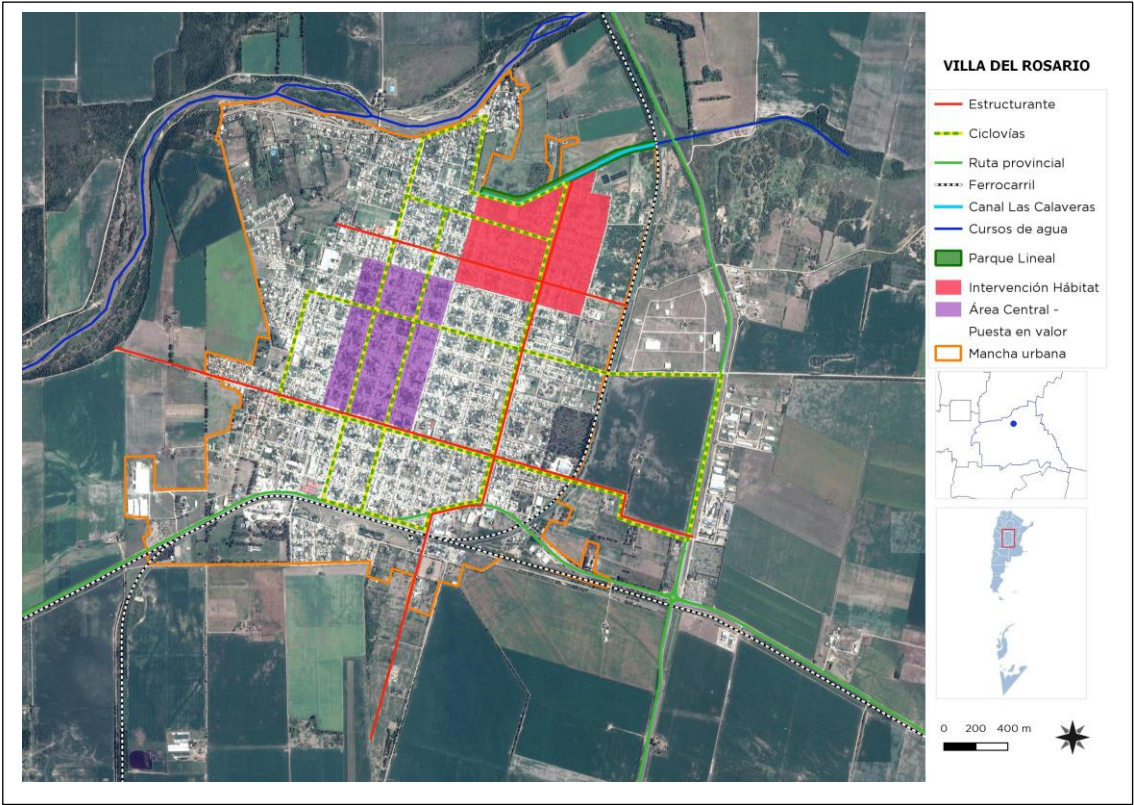 VILLA DEL ROSARIO
Estructurante
Ciclovías
Ruta provincial
Ferrocarril
Canal Las Calaveras
Cursos de agua
Parque Lineal
Intervención Hábitat
Área Central -
Puesta en valor
Mancha urbana
0 200 400 m